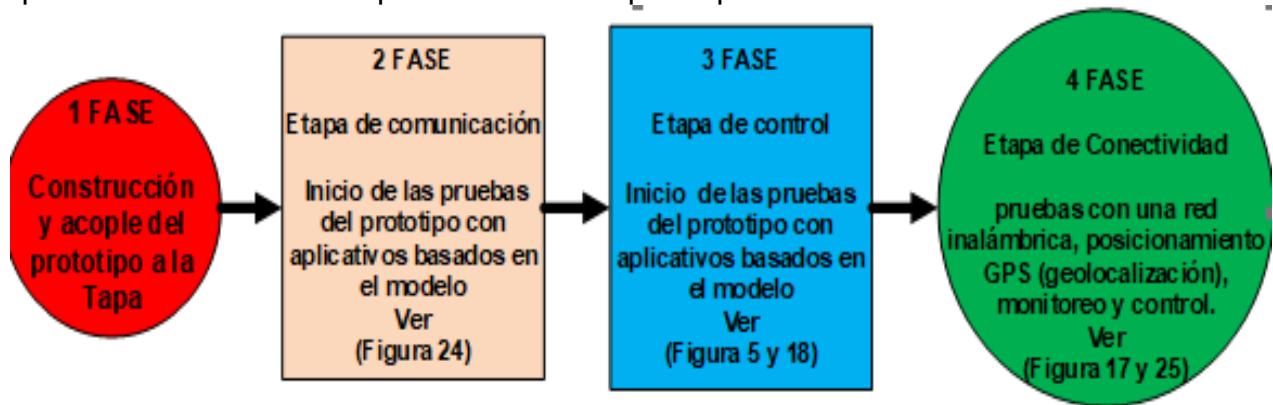 1 FASE
Construcción
y acople del
prototipo a la
Tapa
2 FASE
Etapa de comunicación
Inicio de las pruebas
del prototipo con
aplicativos basados en
el modelo
Ver
(Figura 24)
3 FASE
Etapa de control
Inicio de las pruebas
del prototipo con
aplicativos basados en
el modelo
Ver
(Figura 5 y 18)
4 FASE
Etapa de Conectividad
pruebas con una red
inalámbrica, posicionamiento
GPS (geolocalización),
monitoreo y control.
Ver
(Figura 17 y 25)